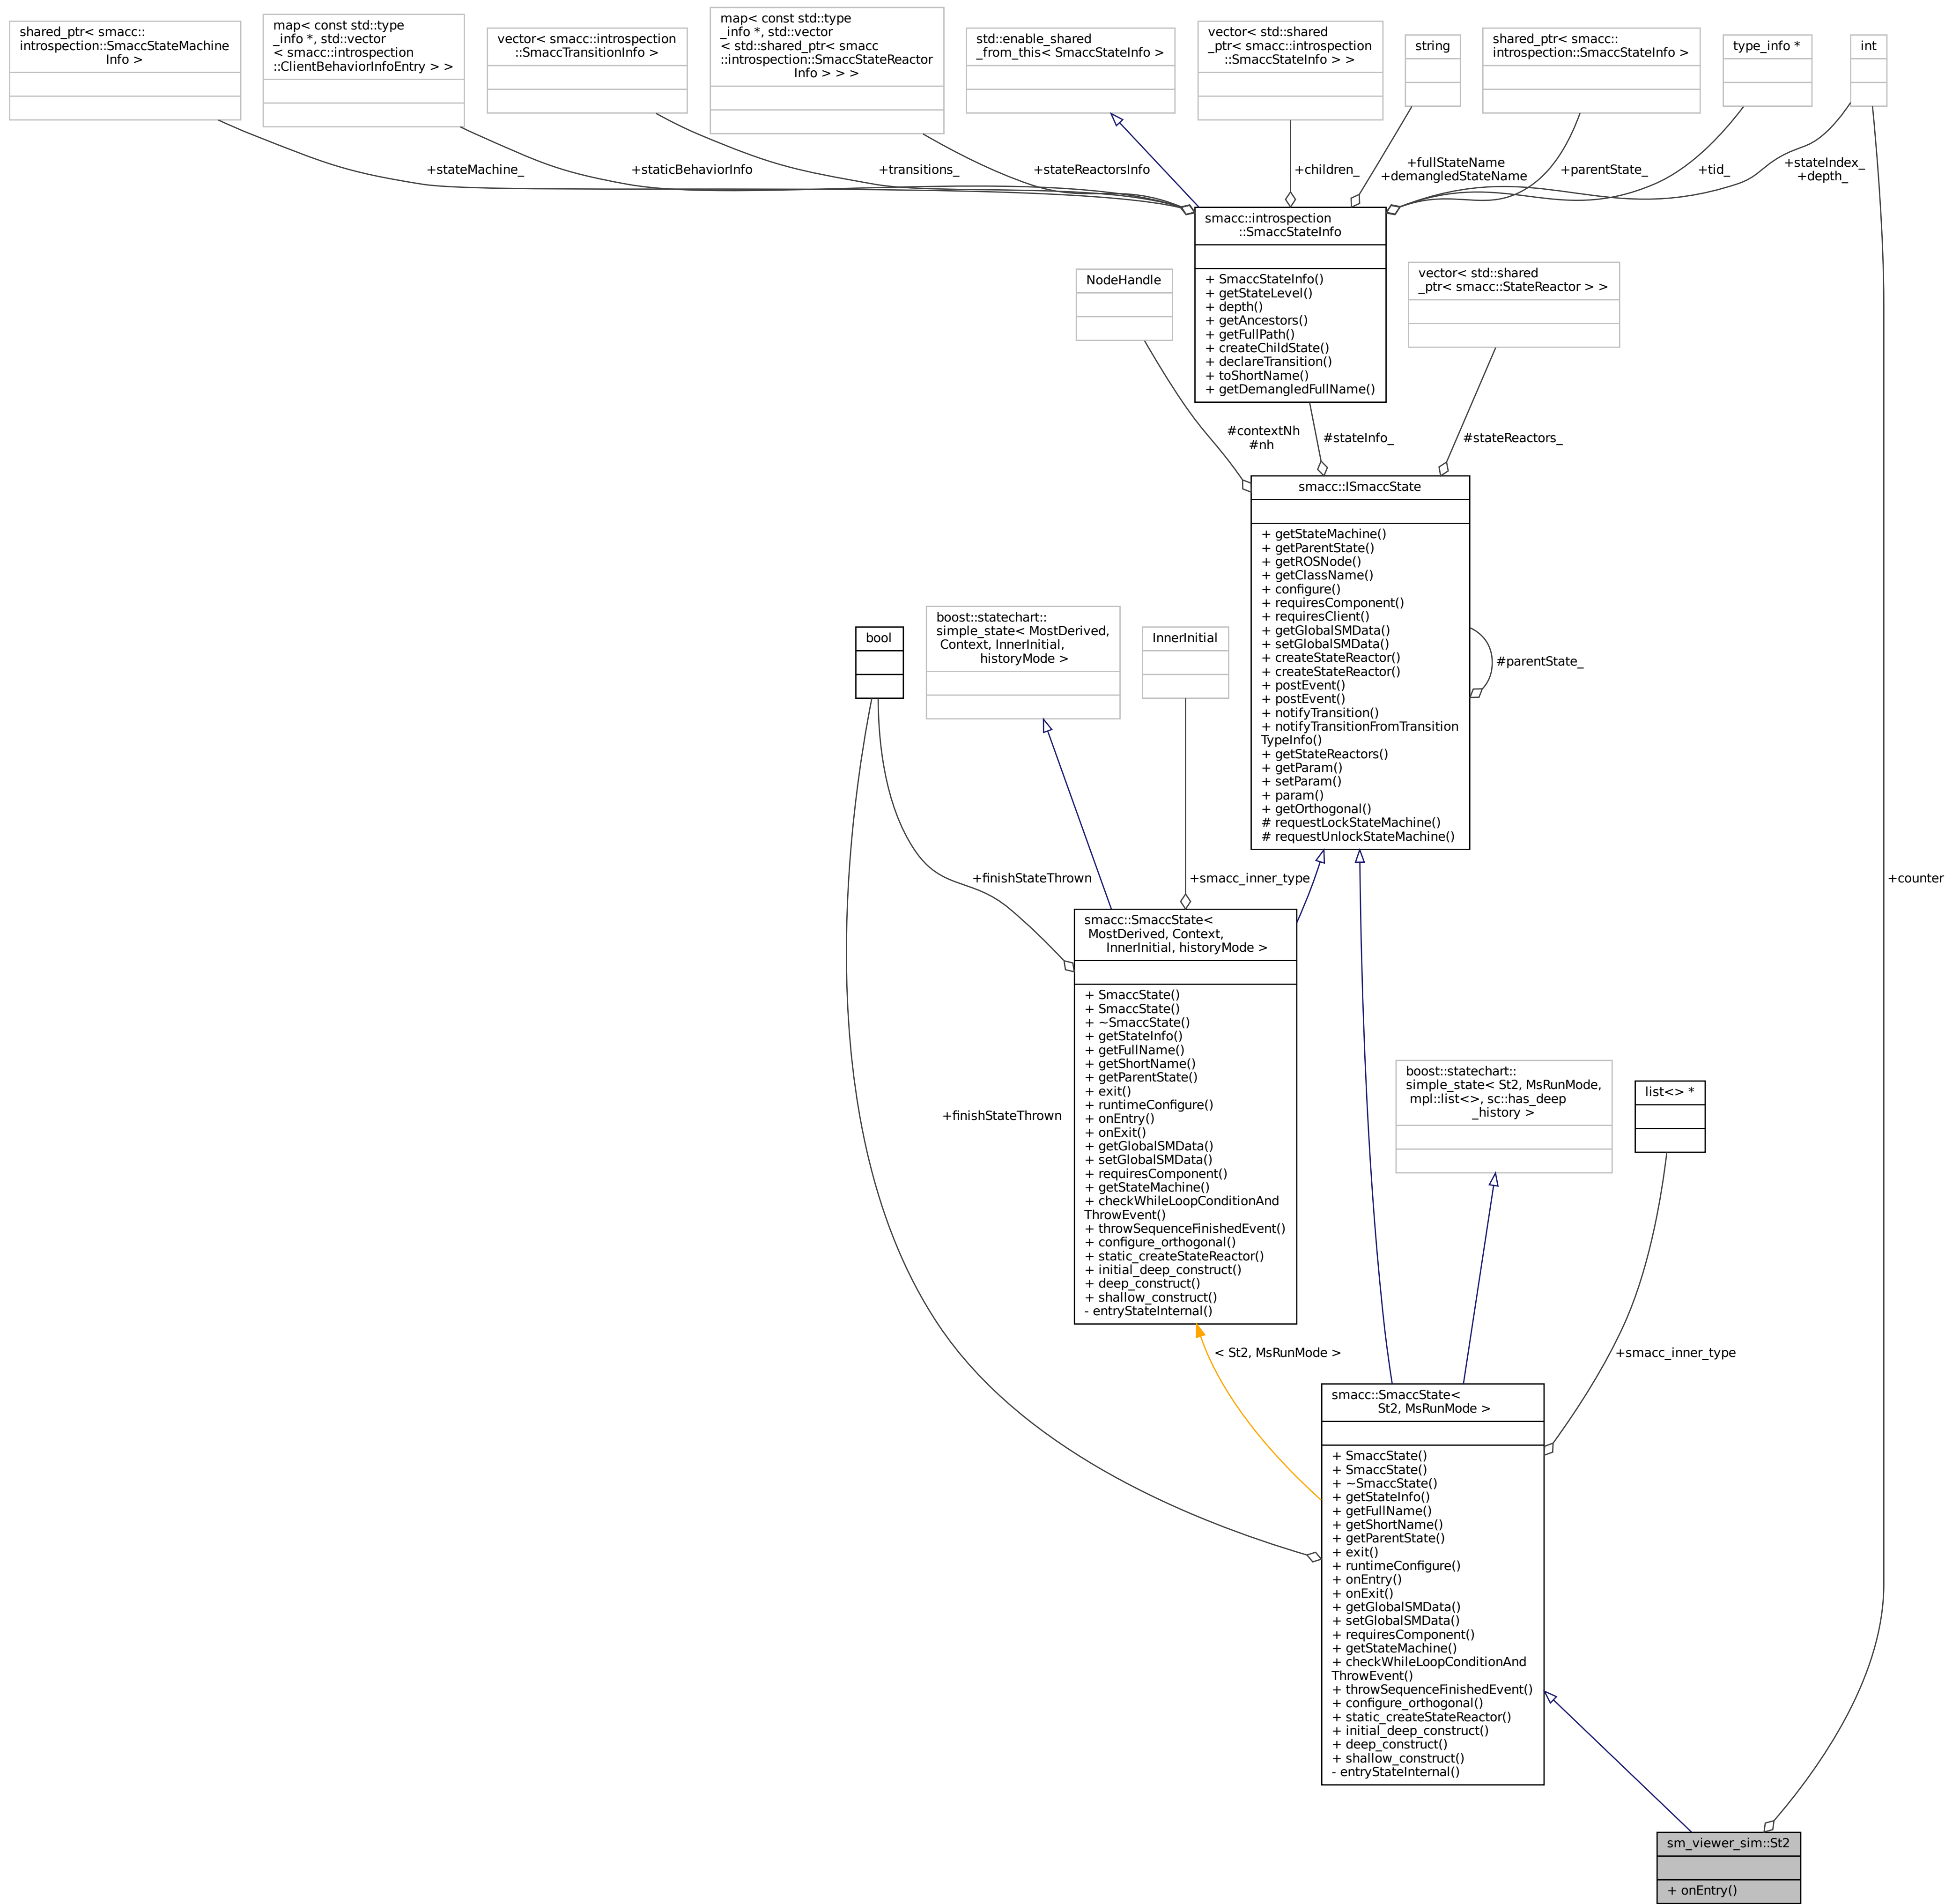 shared_ptr< smacc::
introspection::SmaccStateMachine
Info >
map< const std::type
_info *, std::vector
< smacc::introspection
::ClientBehaviorInfoEntry > >
vector< smacc::introspection
::SmaccTransitionInfo >
map< const std::type
_info *, std::vector
< std::shared_ptr< smacc
::introspection::SmaccStateReactor
Info > > >
std::enable_shared
_from_this< SmaccStateInfo >
vector< std::shared
_ptr< smacc::introspection
::SmaccStateInfo > >
string
shared_ptr< smacc::
introspection::SmaccStateInfo >
type_info *
int
+stateMachine_
+staticBehaviorInfo
+transitions_
+stateReactorsInfo
+children_
+fullStateName
+demangledStateName
+parentState_
+tid_
+stateIndex_
+depth_
smacc::introspection
::SmaccStateInfo
+ SmaccStateInfo()
+ getStateLevel()
+ depth()
+ getAncestors()
+ getFullPath()
+ createChildState()
+ declareTransition()
+ toShortName()
+ getDemangledFullName()
NodeHandle
vector< std::shared
_ptr< smacc::StateReactor > >
#contextNh
#nh
#stateInfo_
#stateReactors_
smacc::ISmaccState
+ getStateMachine()
+ getParentState()
+ getROSNode()
+ getClassName()
+ configure()
+ requiresComponent()
+ requiresClient()
+ getGlobalSMData()
+ setGlobalSMData()
+ createStateReactor()
+ createStateReactor()
+ postEvent()
+ postEvent()
+ notifyTransition()
+ notifyTransitionFromTransition
TypeInfo()
+ getStateReactors()
+ getParam()
+ setParam()
+ param()
+ getOrthogonal()
# requestLockStateMachine()
# requestUnlockStateMachine()
#parentState_
bool
boost::statechart::
simple_state< MostDerived,
Context, InnerInitial,
historyMode >
InnerInitial
+finishStateThrown
+smacc_inner_type
+counter
smacc::SmaccState<
MostDerived, Context,
InnerInitial, historyMode >
+ SmaccState()
+ SmaccState()
+ ~SmaccState()
+ getStateInfo()
+ getFullName()
+ getShortName()
+ getParentState()
+ exit()
+ runtimeConfigure()
+ onEntry()
+ onExit()
+ getGlobalSMData()
+ setGlobalSMData()
+ requiresComponent()
+ getStateMachine()
+ checkWhileLoopConditionAnd
ThrowEvent()
+ throwSequenceFinishedEvent()
+ configure_orthogonal()
+ static_createStateReactor()
+ initial_deep_construct()
+ deep_construct()
+ shallow_construct()
- entryStateInternal()
+finishStateThrown
boost::statechart::
simple_state< St2, MsRunMode,
mpl::list<>, sc::has_deep
_history >
list<> *
< St2, MsRunMode >
+smacc_inner_type
smacc::SmaccState<
St2, MsRunMode >
+ SmaccState()
+ SmaccState()
+ ~SmaccState()
+ getStateInfo()
+ getFullName()
+ getShortName()
+ getParentState()
+ exit()
+ runtimeConfigure()
+ onEntry()
+ onExit()
+ getGlobalSMData()
+ setGlobalSMData()
+ requiresComponent()
+ getStateMachine()
+ checkWhileLoopConditionAnd
ThrowEvent()
+ throwSequenceFinishedEvent()
+ configure_orthogonal()
+ static_createStateReactor()
+ initial_deep_construct()
+ deep_construct()
+ shallow_construct()
- entryStateInternal()
sm_viewer_sim::St2
+ onEntry()